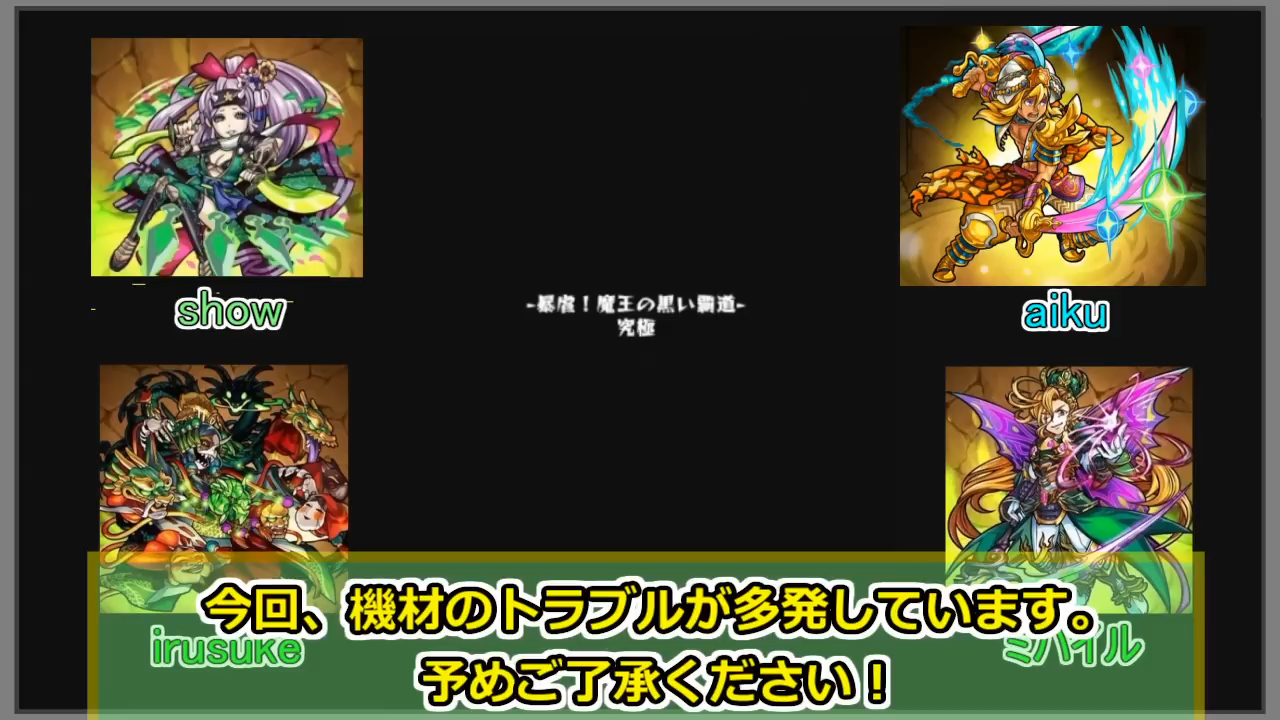 show
aiku
-暴虐!魔王の黒い覇道-
究極
今回、機材のトラブルが多発しています。
irusuke
ミハイル
予めご了承ください!